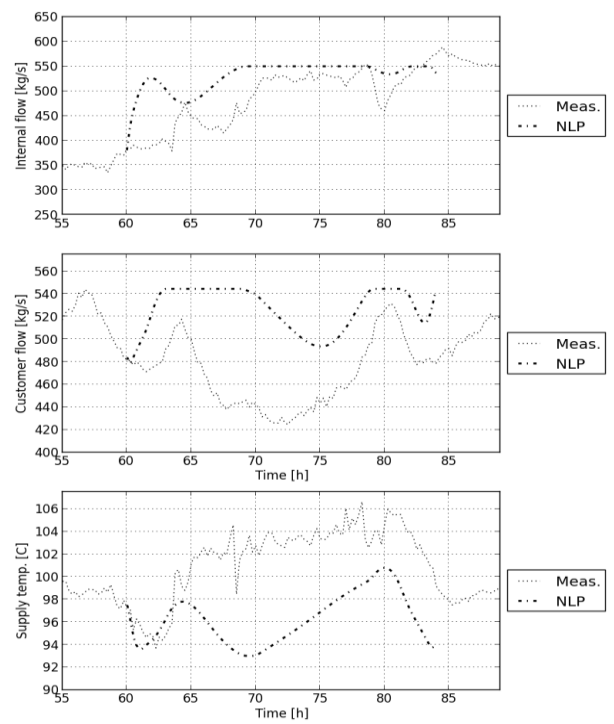 Internal flow [kg/s]
650
600
550
500
450
400
350
300
250
55 60 65 70 75 80 85
Meas.
NLP
Customer flow [kg/s]
560
540
520
500
480
460
440
420
400
55 60 65 70 75 80 85
Time [h]
Meas.
NLP
Supply temp. [C]
106
104
102
100
98
96
94
92
90
55 60 65 70 75 80 85
Time [h]
Meas.
NLP